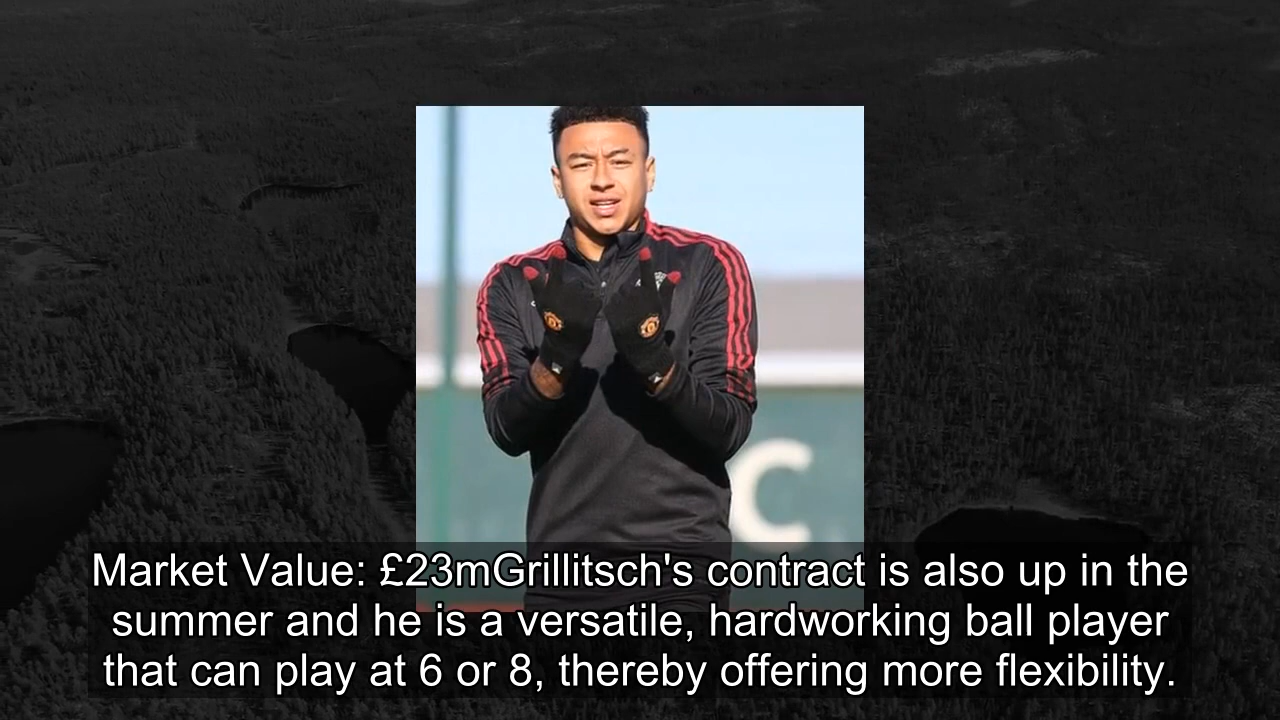 C
Market Value: £23mGrillitsch's contract is also up in the
summer and he is a versatile, hardworking ball player
that can play at 6 or 8, thereby offering more flexibility.